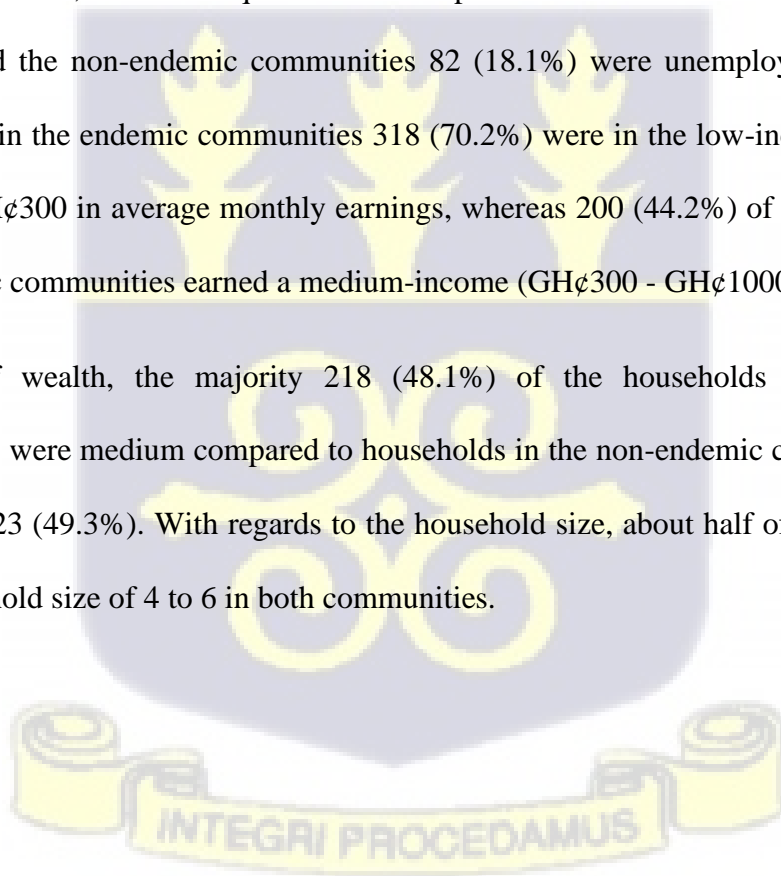 d the non-endemic communities 82 (18.1%) were unemploy
in the endemic communities 318 (70.2%) were in the low-in
¢300 in average monthly earnings, whereas 200 (44.2%) of
c communities earned a medium-income (GH¢300 - GH¢1000
f wealth, the majority 218 (48.1%) of the households
were medium compared to households in the non-endemic c
23 (49.3%). With regards to the household size, about half of
old size of 4 to 6 in both communities.
INTEGRI PROCEDAMUS